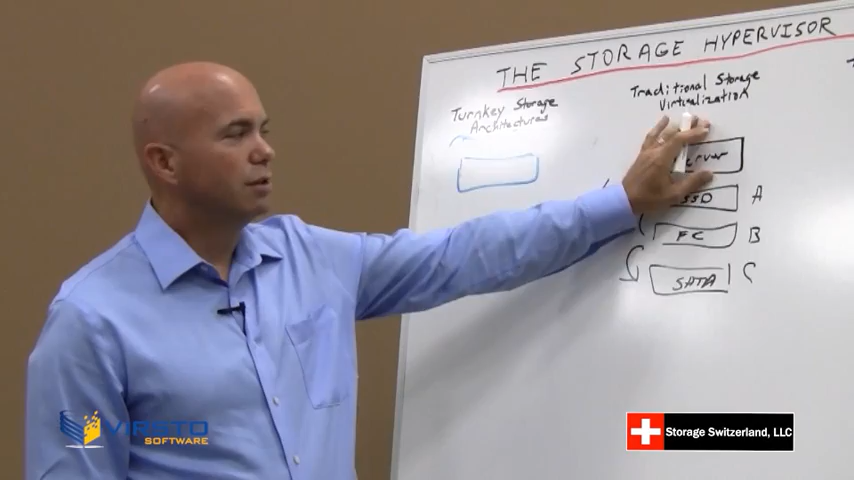 THE STORAGE HYPERVISOR
Turnkey Storage
Architectures
Traditional Storage
Virtualization
SSD A
FC B
SATA C
VIRSTO
SOFTWARE
Storage Switzerland, LLC